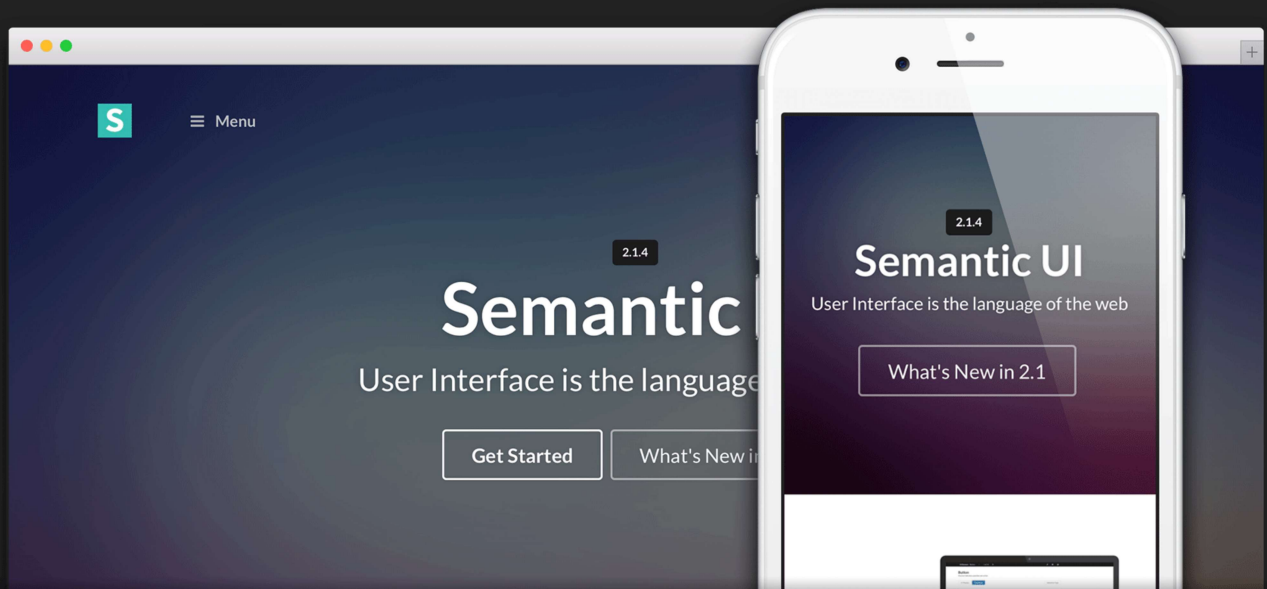 S
Menu
2.1.4
Semantic
User Interface is the language
Get Started
What's New in
2.1.4
Semantic UI
User Interface is the language of the web
What's New in 2.1